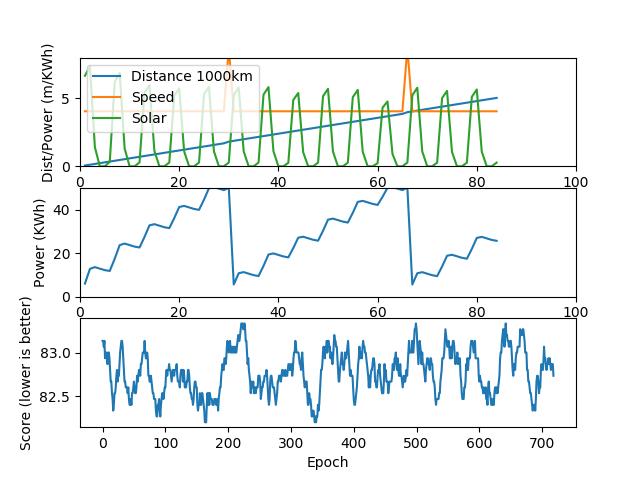 Dist/Power (m/KWh)
5
0
Distance 1000km
Speed
Solar
0 20 40 60 80 100
Power (KWh)
40
20
0
0 20 40 60 80 100
Score (lower is better)
83.0
82.5
0 100 200 300 400 500 600 700
Epoch